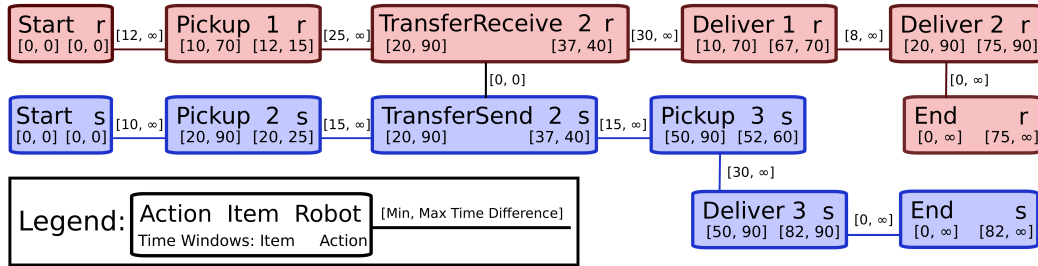 Start r
[0, 0] [0, 0]
[12, ∞]
Pickup 1 r
[10, 70] [12, 15]
[25, ∞]
TransferReceive 2 r
[20, 90] [37, 40]
[30, ∞]
Deliver 1 r
[10, 70] [67, 70]
[8, ∞]
Deliver 2 r
[20, 90] [75, 90]
[0, 0]
[0, ∞]
Start s
[0, 0] [0, 0]
[10, ∞]
Pickup 2 s
[20, 90] [20, 25]
[15, ∞]
TransferSend 2 s
[20, 90] [37, 40]
[15, ∞]
Pickup 3 s
[50, 90] [52, 60]
End r
[0, ∞] [75, ∞]
[30, ∞]
Legend:
Action Item Robot
Time Windows: Item Action
[Min, Max Time Difference]
Deliver 3 s
[50, 90] [82, 90]
[0, ∞]
End s
[0, ∞] [82, ∞]